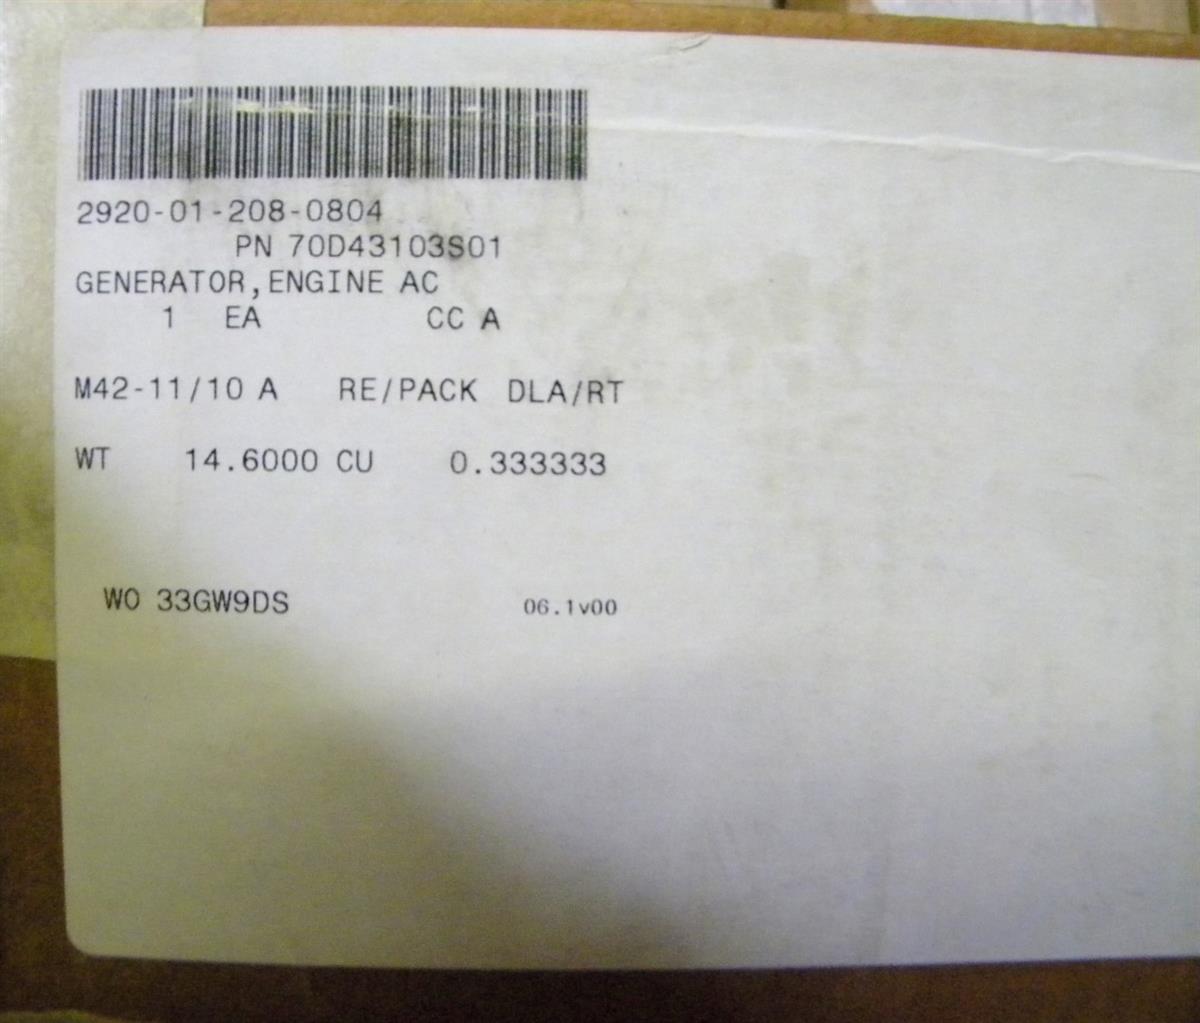 2920-01-208-0804
PN 70D43103S01
GENERATOR,ENGINE AC
1 EA CC A
M42-11/10 A RE/PACK DLA/RT
WT 14.6000 CU 0.333333
WO 33GW9DS 06.1v00